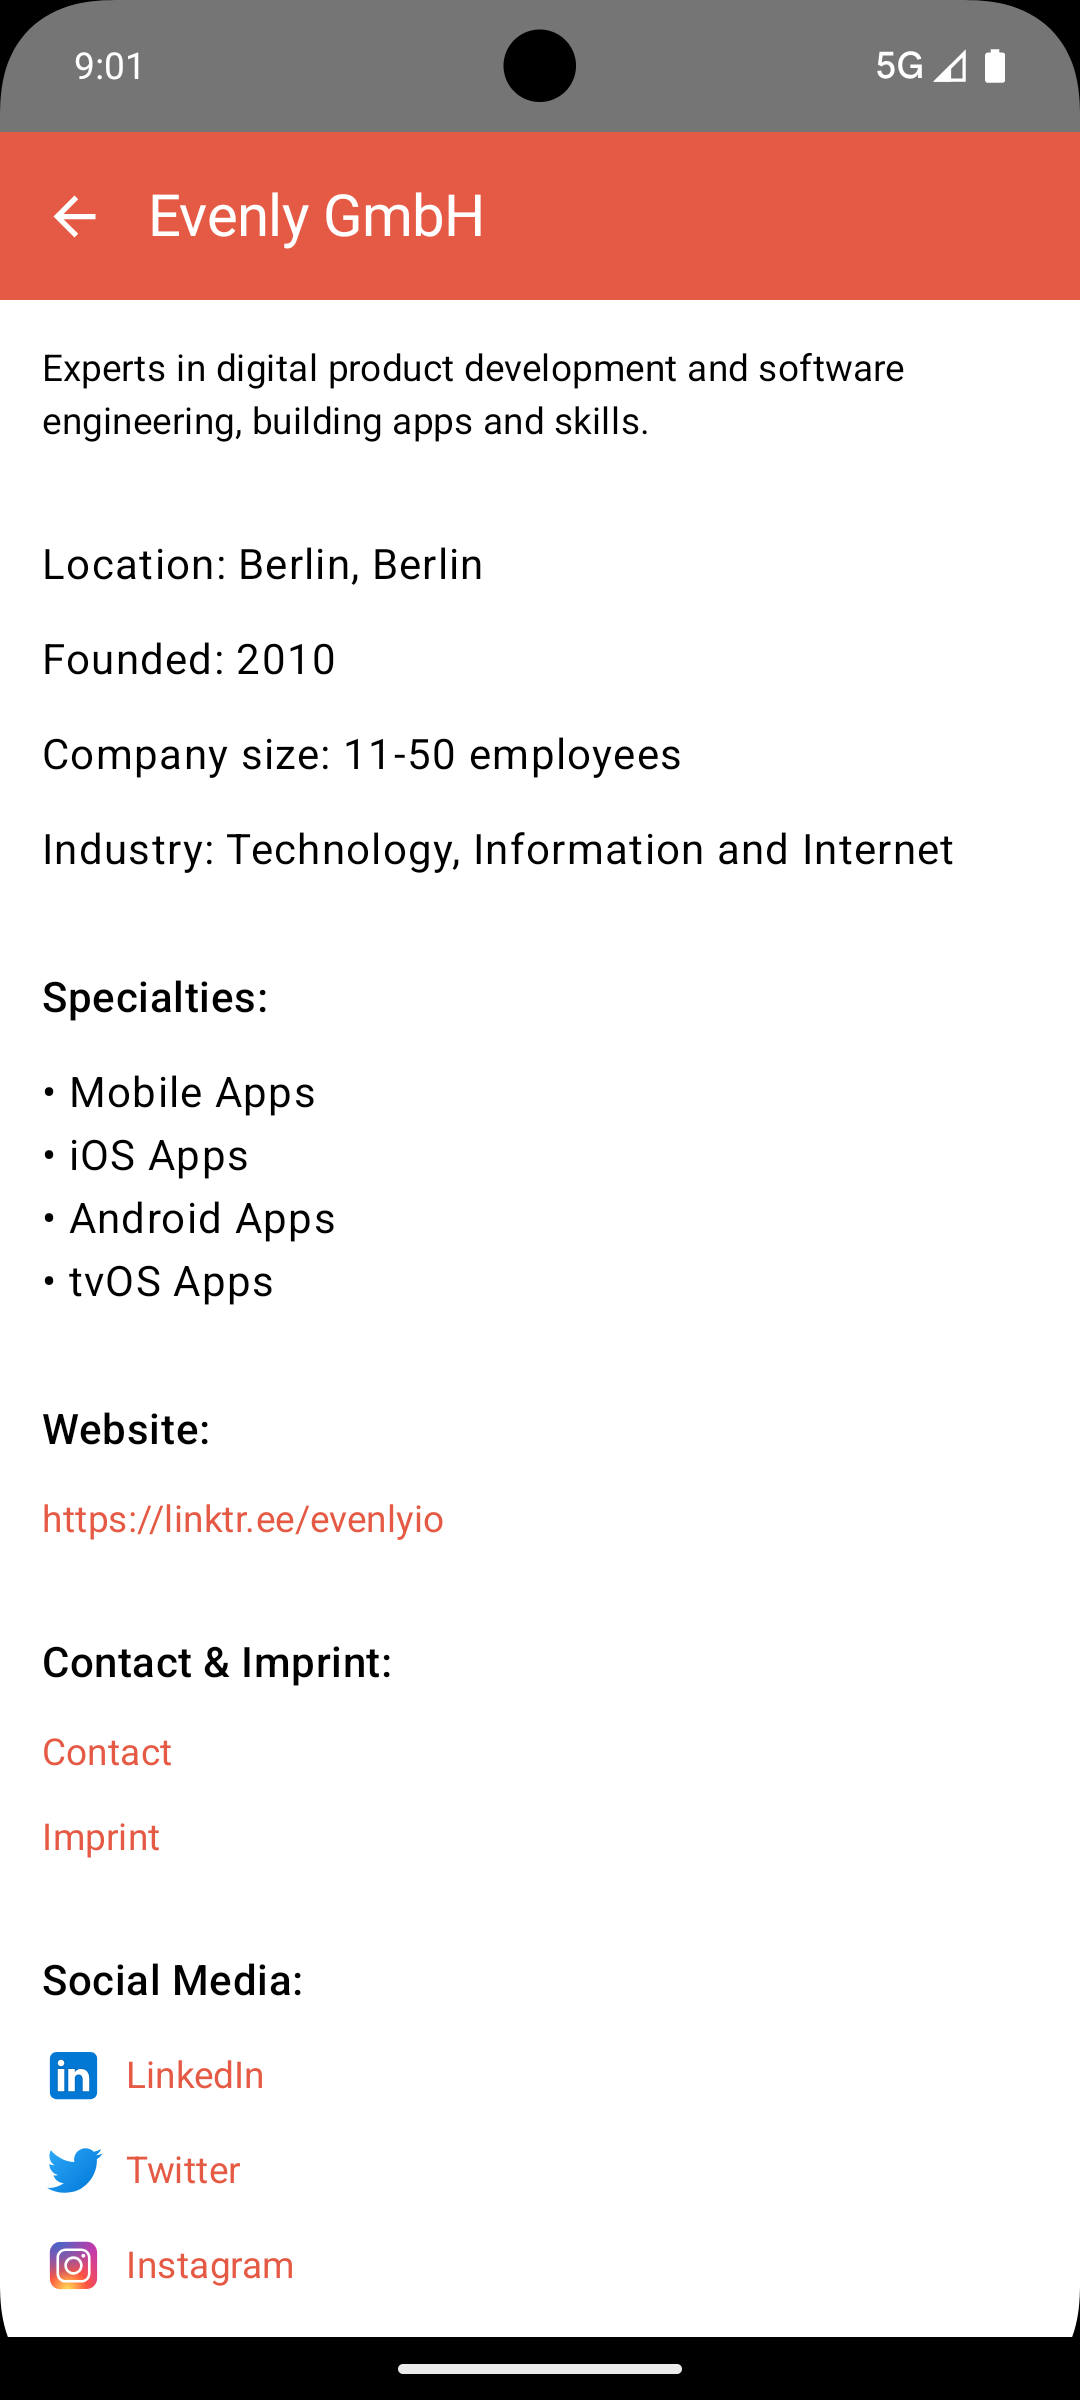 9:01
5G
Evenly GmbH
Experts in digital product development and software
engineering, building apps and skills.
Location: Berlin, Berlin
Founded: 2010
Company size: 11-50 employees
Industry: Technology, Information and Internet
Specialties:
• Mobile Apps
• iOS Apps
• Android Apps
• tvOS Apps
Website:
https://linktr.ee/evenlyio
Contact & Imprint:
Contact
Imprint
Social Media:
in LinkedIn
Twitter
Instagram